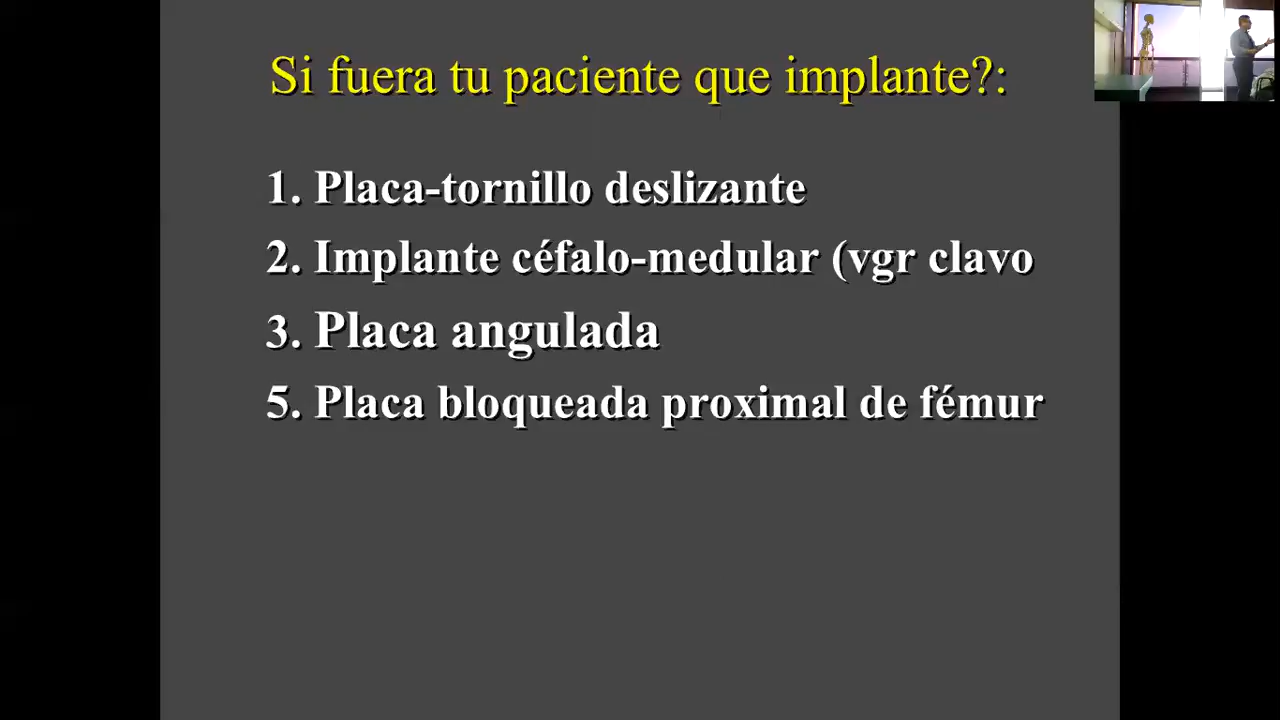 Si fuera tu paciente que implante?:
1. Placa-tornillo deslizante
2. Implante céfalo-medular (vgr clavo
3. Placa angulada
5. Placa bloqueada proximal de fémur